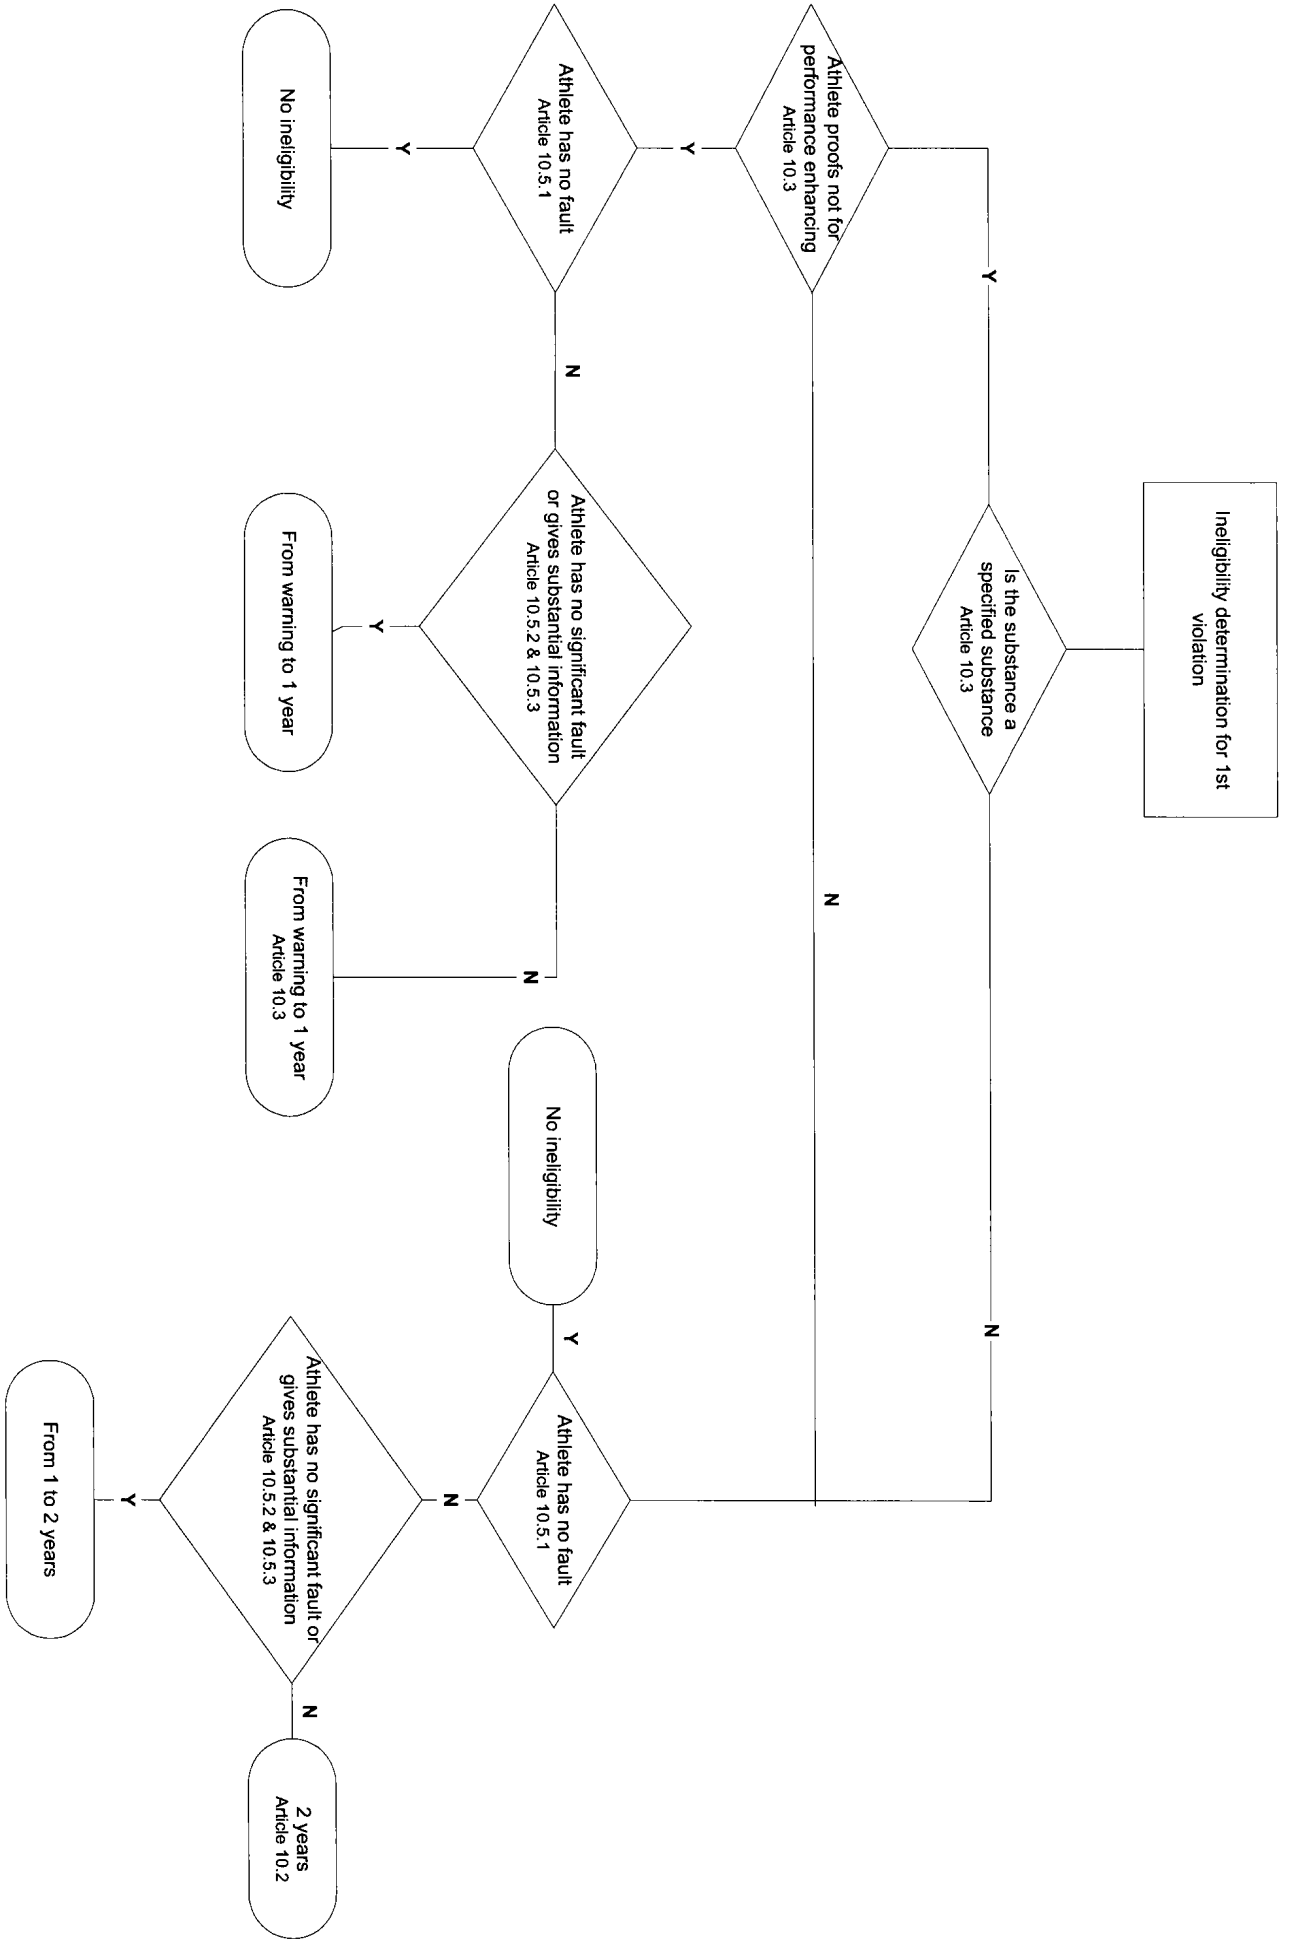 Ineligibility determination for 1st
violation
Is the substance a
specified substance
Article 10.3
Y
N
Athlete proofs not for
performance enhancing
Article 10.3
Y
N
Athlete has no fault
Article 10.5.1
Y
N
No ineligibility
Athlete has no significant fault
or gives substantial information
Article 10.5.2 & 10.5.3
Y
N
From warning to 1 year
From warning to 1 year
Article 10.3
Athlete has no fault
Article 10.5.1
Y
N
No ineligibility
Athlete has no significant fault or
gives substantial information
Article 10.5.2 & 10.5.3
Y
N
From 1 to 2 years
2 years
Article 10.2